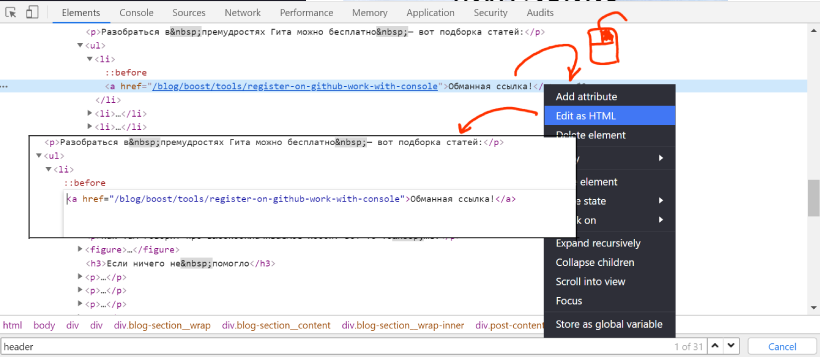 Elements Console Sources Network Performance Memory Application Security Audits
<p>Разобраться в&nbsp;премудростях Гита можно бесплатно&nbsp;— вот подборка статей:</p>
▼<ul>
▼<li>
::before
<a href="/blog/boost/tools/register-on-github-work-with-console">Обманная ссылка!</
</li>
▶<li>…</li>
▶<li>…</li>
Add attribute
Edit as HTML
Delete element
element
state
on
Expand recursively
Collapse children
Scroll into view
Focus
Store as global variable
<p>Разобраться в&nbsp;премудростях Гита можно бесплатно&nbsp;— вот подборка статей:</p>
▼<ul>
▼<li>
::before
<a href="/blog/boost/tools/register-on-github-work-with-console">Обманная ссылка!</a>
▶<figure>…</figure>
<h3>Если ничего не&nbsp;помогло</h3>
▶<p>…</p>
▶<p>…</p>
html body div div div.blog-section__wrap div.blog-section__content div.blog-section__wrap-inner div.post-content
header 1 of 31 Cancel